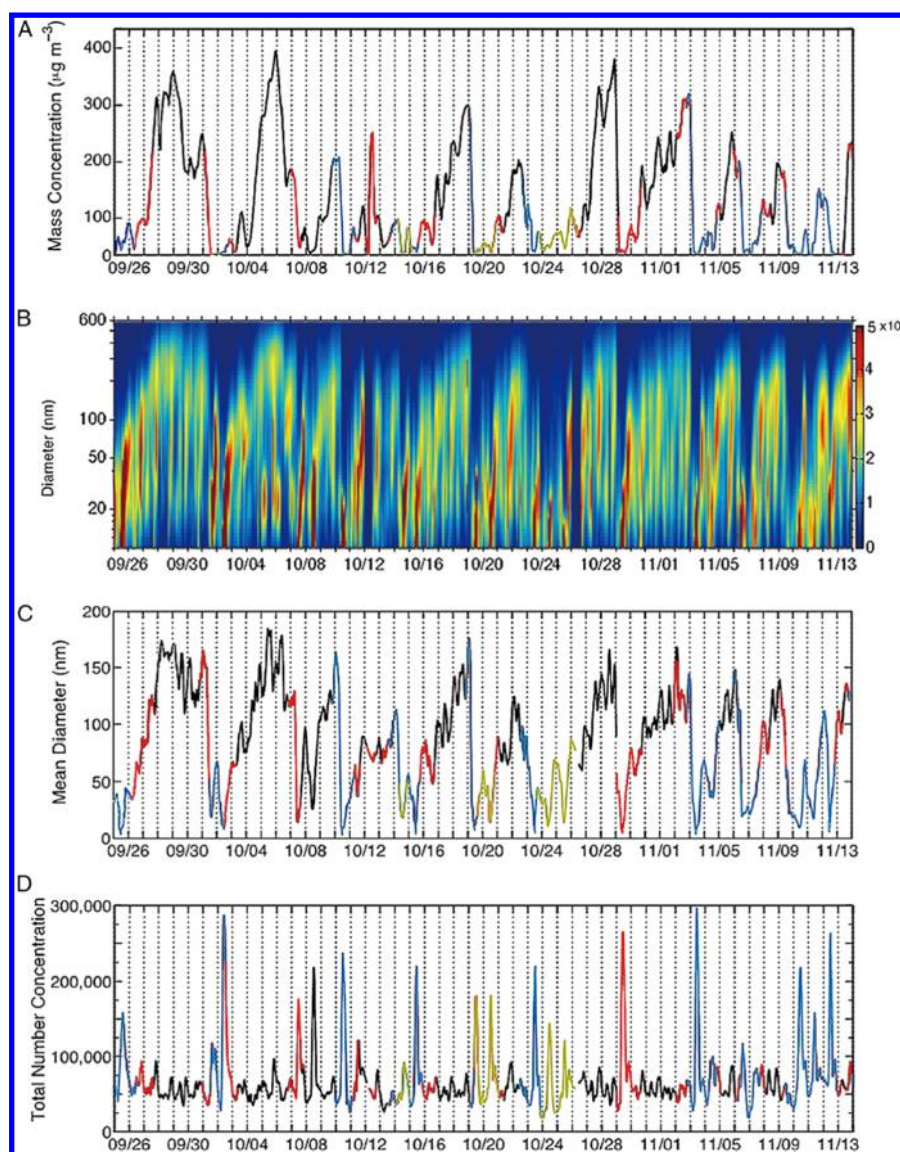 A
Mass Concentration (μg m⁻³)
400
300
200
100
0
09/26 09/30 10/04 10/08 10/12 10/16 10/20 10/24 10/28 11/01 11/05 11/09 11/13
B
Diameter (nm)
600
100
50
20
5 x10
4
3
2
1
0
09/26 09/30 10/04 10/08 10/12 10/16 10/20 10/24 10/28 11/01 11/05 11/09 11/13
C
Mean Diameter (nm)
200
150
100
50
0
09/26 09/30 10/04 10/08 10/12 10/16 10/20 10/24 10/28 11/01 11/05 11/09 11/13
D
Total Number Concentration
300,000
200,000
100,000
0
09/26 09/30 10/04 10/08 10/12 10/16 10/20 10/24 10/28 11/01 11/05 11/09 11/13